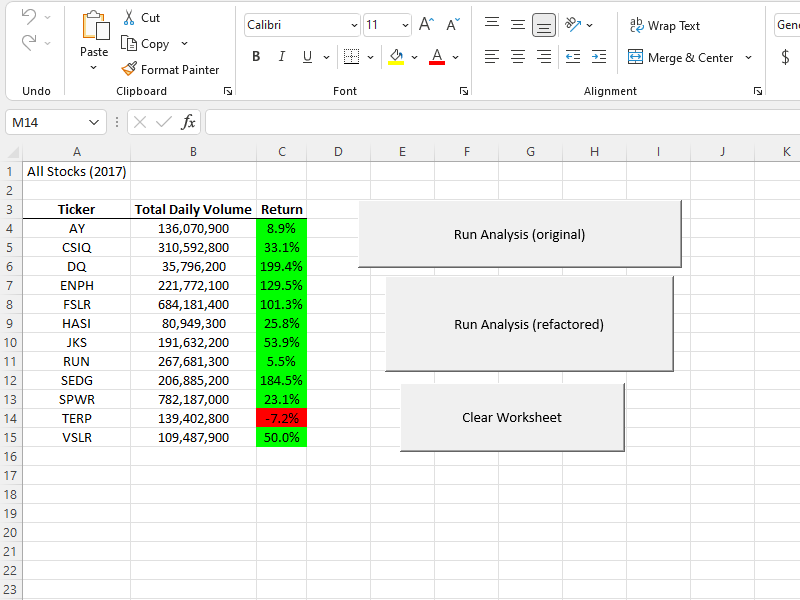 Undo
Paste
Cut
Copy
Format Painter
Clipboard
Calibri 11 A A
B I U A
Font
ab Wrap Text
Merge & Center
Alignment
Gene
$
M14 fx
A B C D E F G H I J K
1 All Stocks (2017)
2
3 Ticker Total Daily Volume Return
4 AY 136,070,900 8.9%
5 CSIQ 310,592,800 33.1%
6 DQ 35,796,200 199.4%
7 ENPH 221,772,100 129.5%
8 FSLR 684,181,400 101.3%
9 HASI 80,949,300 25.8%
10 JKS 191,632,200 53.9%
11 RUN 267,681,300 5.5%
12 SEDG 206,885,200 184.5%
13 SPWR 782,187,000 23.1%
14 TERP 139,402,800 -7.2%
15 VSLR 109,487,900 50.0%
16
17
18
19
20
21
22
23
Run Analysis (original)
Run Analysis (refactored)
Clear Worksheet